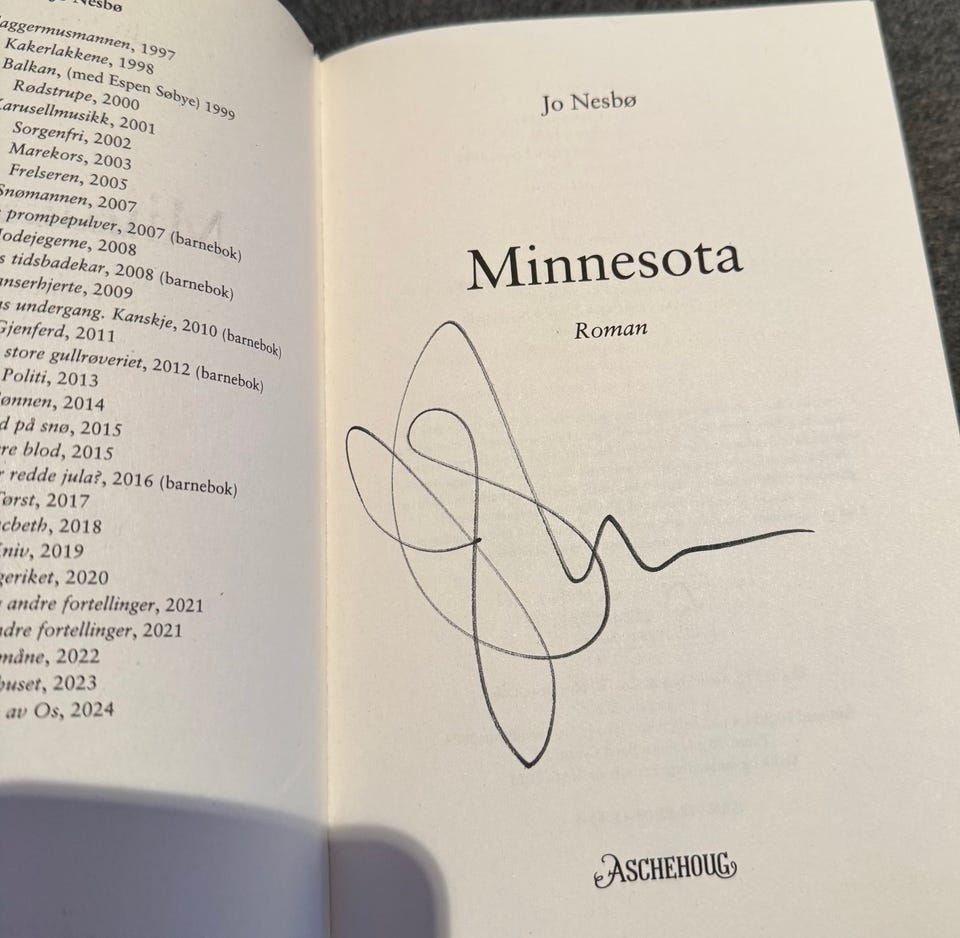 Nesbø
aggermusmannen, 1997
Kakerlakkene, 1998
Balkan, (med Espen Søbye) 1999
Rødstrupe, 2000
Karusellmusikk, 2001
Sorgenfri, 2002
Marekors, 2003
Frelseren, 2005
Snømannen, 2007
prompepulver, 2007 (barnebok)
odejegerne, 2008
s tidsbadekar, 2008 (barnebok)
nserhjerte, 2009
s undergang. Kanskje, 2010 (barnebok)
Gjenferd, 2011
store gullrøveriet, 2012 (barnebok)
Politi, 2013
ønnen, 2014
d på snø, 2015
re blod, 2015
r redde jula?, 2016 (barnebok)
Tørst, 2017
cbeth, 2018
Kniv, 2019
geriket, 2020
andre fortellinger, 2021
ndre fortellinger, 2021
måne, 2022
huset, 2023
av Os, 2024
Jo Nesbø
Minnesota
Roman
ASCHEHOUG